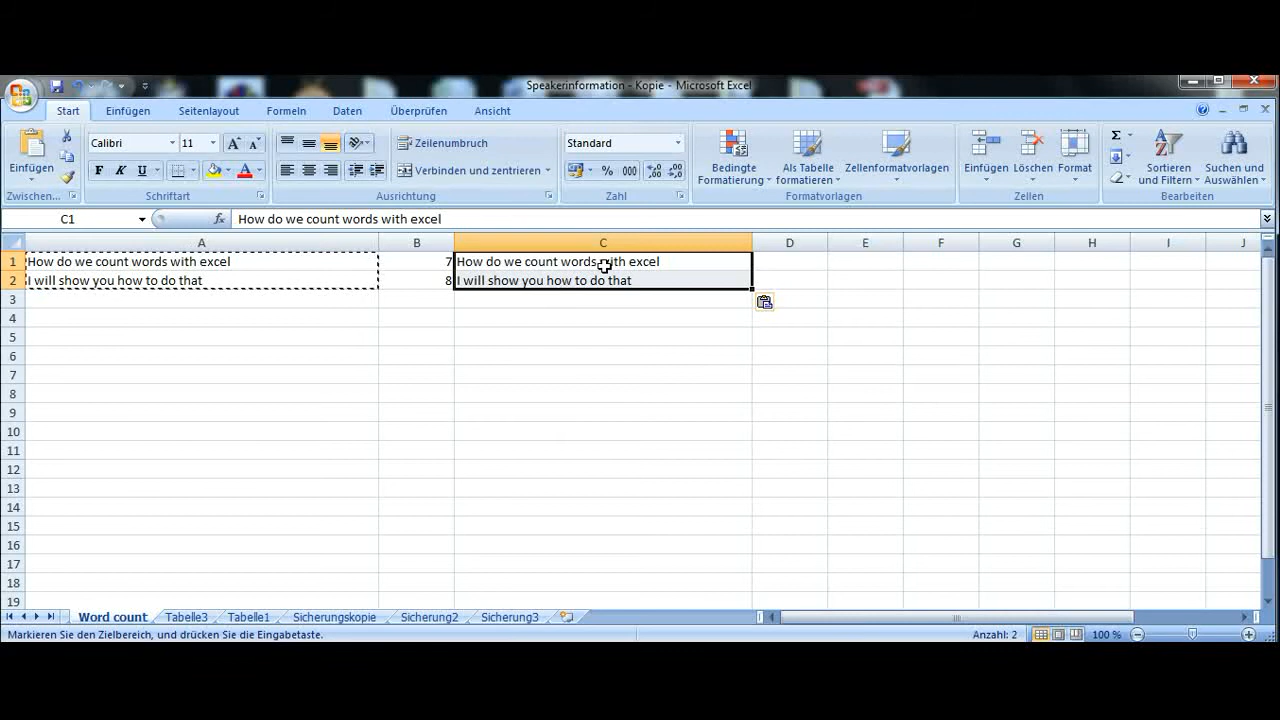 Speakerinformation - Kopie - Microsoft Excel
Start Einfügen Seitenlayout Formeln Daten Überprüfen Ansicht
Calibri 11 Zeilenumbruch Standard
Einfügen F K U Verbinden und zentrieren % 000 Bedingte Formatierung Als Tabelle formatieren Zellenformatvorlagen Einfügen Löschen Format Σ Sortieren und Filtern Suchen und Auswählen
Zwischen... Schriftart Ausrichtung Zahl Formatvorlagen Zellen Bearbeiten
C1 fx How do we count words with excel
A B C D E F G H I J
1 How do we count words with excel 7 How do we count words with excel
2 I will show you how to do that 8 I will show you how to do that
3
4
5
6
7
8
9
10
11
12
13
14
15
16
17
18
19
Word count Tabelle3 Tabelle1 Sicherungskopie Sicherung2 Sicherung3
Markieren Sie den Zielbereich, und drücken Sie die Eingabetaste. Anzahl: 2 100 %